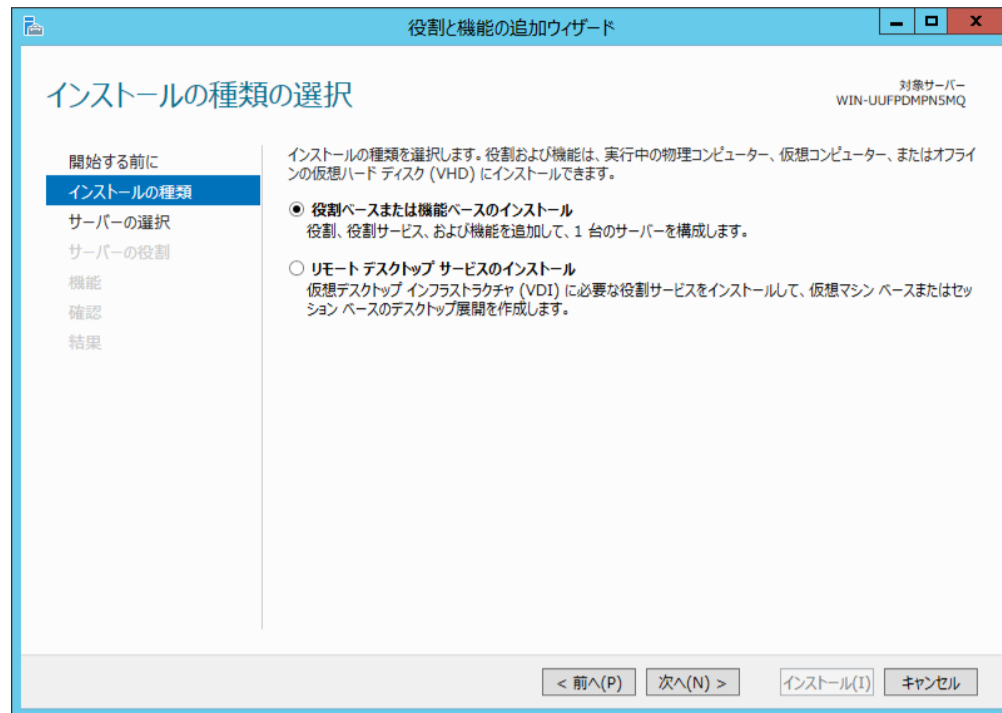 役割と機能の追加ウィザード
インストールの種類の選択
対象サーバー
WIN-UUFPDMPN5MQ
開始する前に
インストールの種類
サーバーの選択
サーバーの役割
機能
確認
結果
インストールの種類を選択します。役割および機能は、実行中の物理コンピューター、仮想コンピューター、またはオフライ
ンの仮想ハード ディスク (VHD) にインストールできます。
役割ベースまたは機能ベースのインストール
役割、役割サービス、および機能を追加して、1 台のサーバーを構成します。
リモート デスクトップ サービスのインストール
仮想デスクトップ インフラストラクチャ (VDI) に必要な役割サービスをインストールして、仮想マシン ベースまたはセッ
ション ベースのデスクトップ展開を作成します。
< 前へ(P)
次へ(N) >
インストール(I)
キャンセル